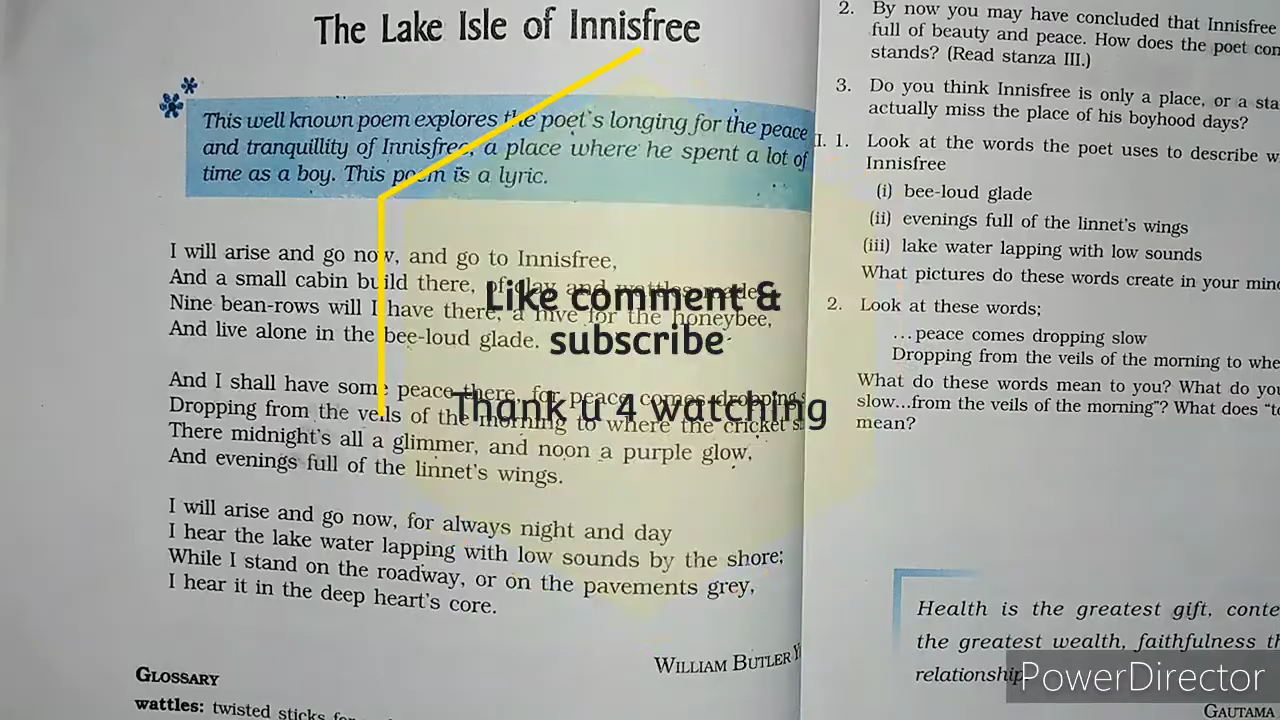 The Lake Isle of Innisfree
This well known poem explores the poet's longing for the peace
and tranquillity of Innisfree, a place where he spent a lot of
time as a boy. This poem is a lyric.
I will arise and go now, and go to Innisfree,
And a small cabin build there, of clay and wattles made;
Nine bean-rows will I have there, a hive for the honeybee,
And live alone in the bee-loud glade.
And I shall have some peace there, for peace comes dropping
Dropping from the veils of the morning to where the cricket
There midnight's all a glimmer, and noon a purple glow,
And evenings full of the linnet's wings.
I will arise and go now, for always night and day
I hear the lake water lapping with low sounds by the shore;
While I stand on the roadway, or on the pavements grey,
I hear it in the deep heart's core.
WILLIAM BUTLER
GLOSSARY
wattles: twisted sticks
2. By now you may have concluded that Innisfree
full of beauty and peace. How does the poet
stands? (Read stanza III.)
3. Do you think Innisfree is only a place, or a
actually miss the place of his boyhood days?
I. 1. Look at the words the poet uses to describe
Innisfree
(i) bee-loud glade
(ii) evenings full of the linnet's wings
(iii) lake water lapping with low sounds
What pictures do these words create in your
2. Look at these words;
...peace comes dropping slow
Dropping from the veils of the morning to
What do these words mean to you? What do
slow...from the veils of the morning"? What does
mean?
Health is the greatest gift,
the greatest wealth, faithfulness
GAUTAMA
Like comment &
subscribe
Thank u 4 watching
PowerDirector